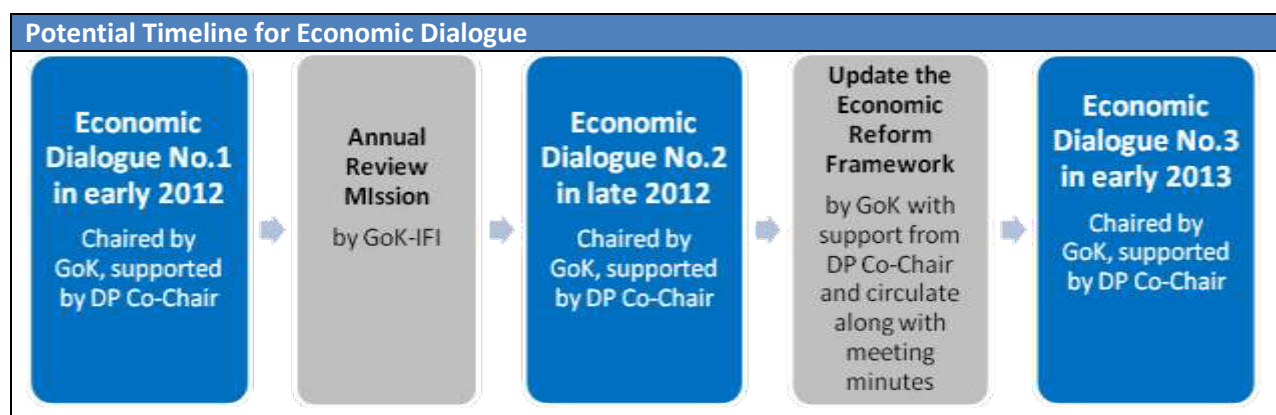 Potential Timeline for Economic Dialogue
Economic
Dialogue No.1
in early 2012
Chaired by
GoK, supported
by DP Co-Chair
Annual
Review
MIssion
by GoK-IFI
Economic
Dialogue No.2
in late 2012
Chaired by
GoK, supported
by DP Co-Chair
Update the
Economic
Reform
Framework
by GoK with
support from
DP Co-Chair
and circulate
along with
meeting
minutes
Economic
Dialogue No.3
in early 2013
Chaired by
GoK, supported
by DP Co-Chair